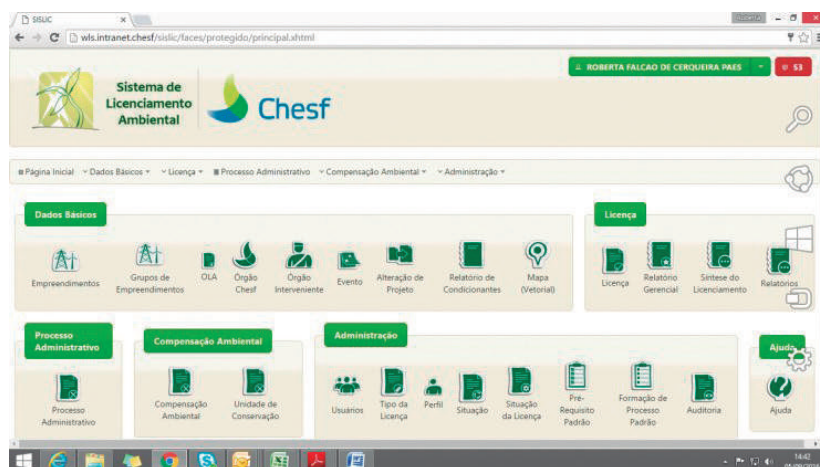 SISLIC
wls.intranet.chesf/sislic/faces/protegido/principal.xhtml
Sistema de
Licenciamento
Ambiental
Chesf
ROBERTA FALCAO DE CERQUEIRA PAES
53
Página Inicial Dados Básicos Licença Processo Administrativo Compensação Ambiental Administração
Dados Básicos
Empreendimentos
Grupos de
Empreendimentos
OLA
Órgão
Chesf
Órgão
Interveniente
Evento
Alteração de
Projeto
Relatório de
Condicionantes
Mapa
(Vetorial)
Licença
Licença
Relatório
Gerencial
Síntese do
Licenciamento
Relatórios
Processo
Administrativo
Processo
Administrativo
Compensação Ambiental
Compensação
Ambiental
Unidade de
Conservação
Administração
Usuários
Tipo da
Licença
Perfil
Situação
Situação
da Licença
Pré-
Requisito
Padrão
Formação de
Processo
Padrão
Auditoria
Ajuda
Ajuda
14:42